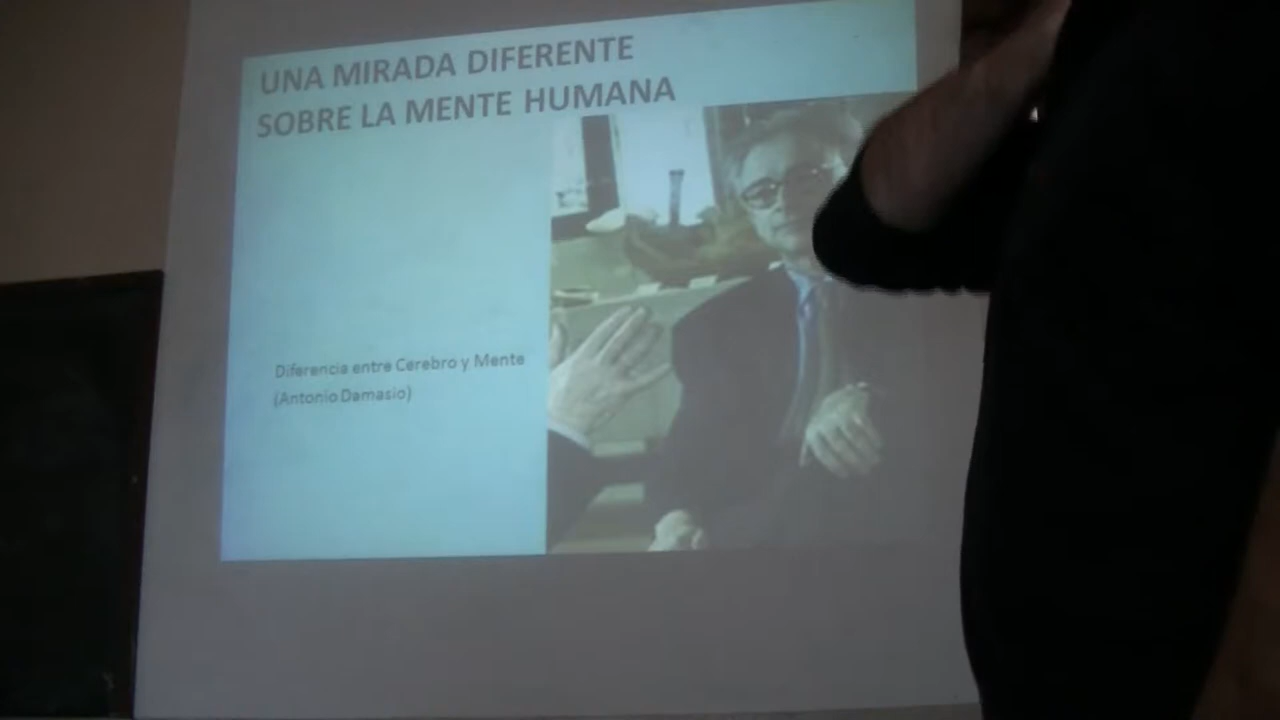 UNA MIRADA DIFERENTE
SOBRE LA MENTE HUMANA
Diferencia entre Cerebro y Mente
(Antonio Damasio)